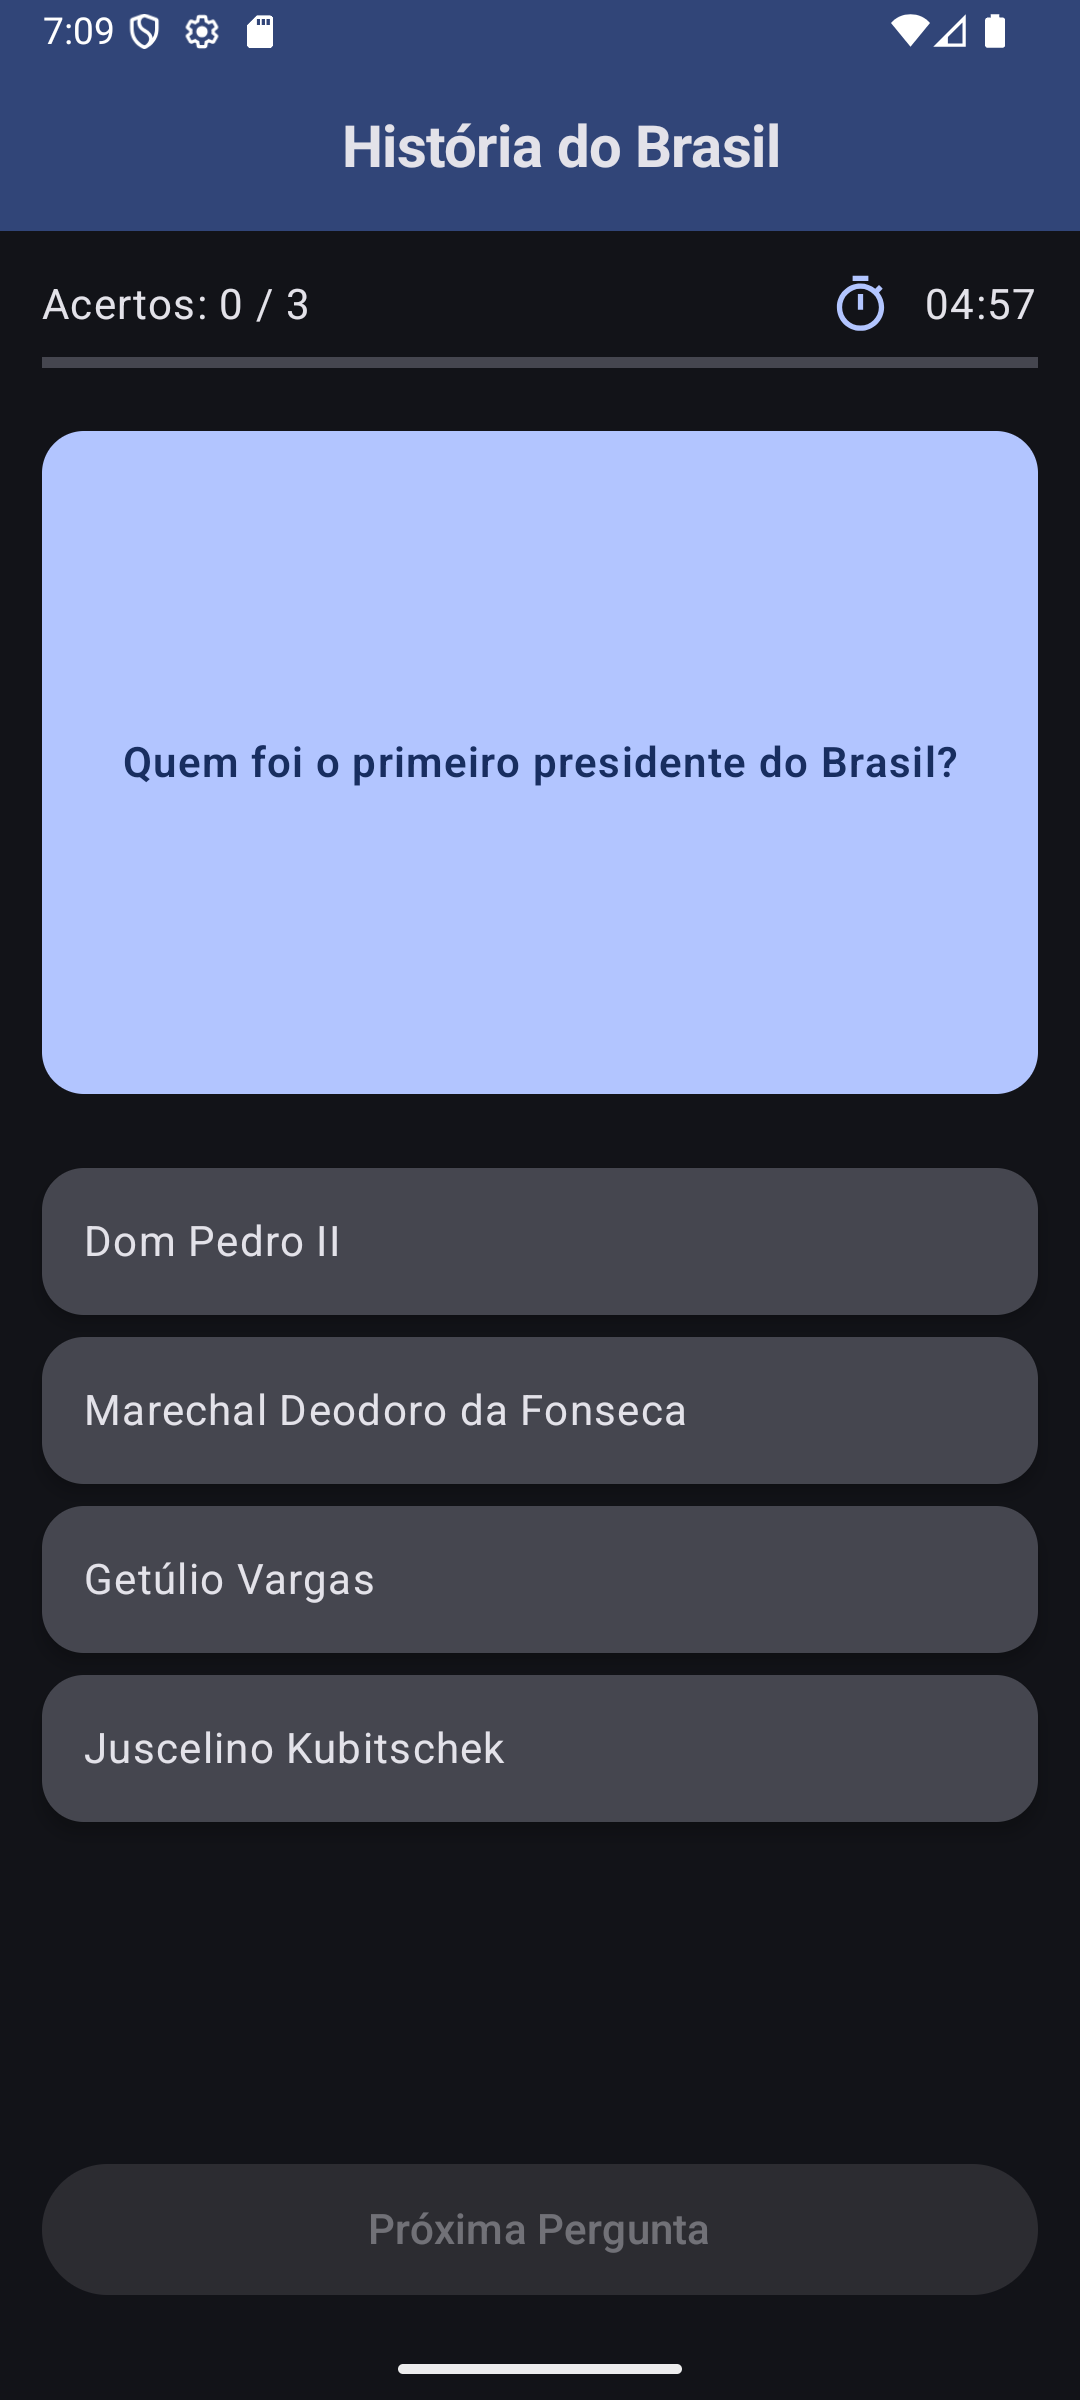 7:09
História do Brasil
Acertos: 0 / 3
04:57
Quem foi o primeiro presidente do Brasil?
Dom Pedro II
Marechal Deodoro da Fonseca
Getúlio Vargas
Juscelino Kubitschek
Próxima Pergunta